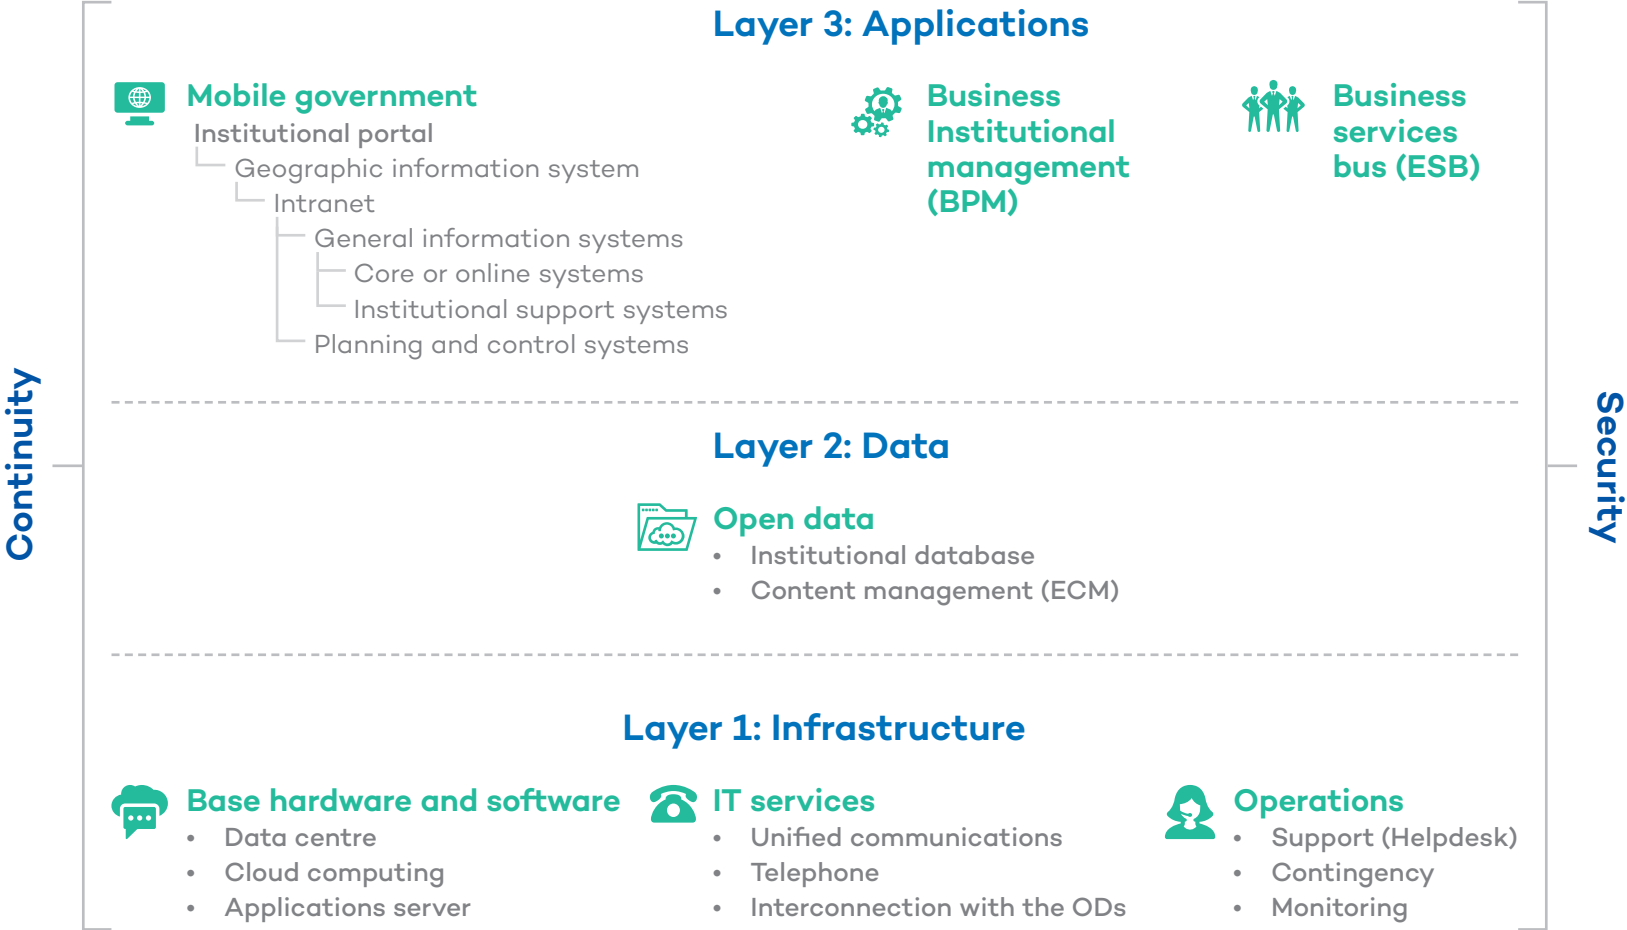 Layer 3: Applications
Mobile government
Institutional portal
Geographic information system
Intranet
General information systems
Core or online systems
Institutional support systems
Planning and control systems
Business
Institutional
management
(BPM)
Business
services
bus (ESB)
Continuity
Security
Layer 2: Data
Open data
• Institutional database
• Content management (ECM)
Layer 1: Infrastructure
Base hardware and software
• Data centre
• Cloud computing
• Applications server
IT services
• Unified communications
• Telephone
• Interconnection with the ODs
Operations
• Support (Helpdesk)
• Contingency
• Monitoring